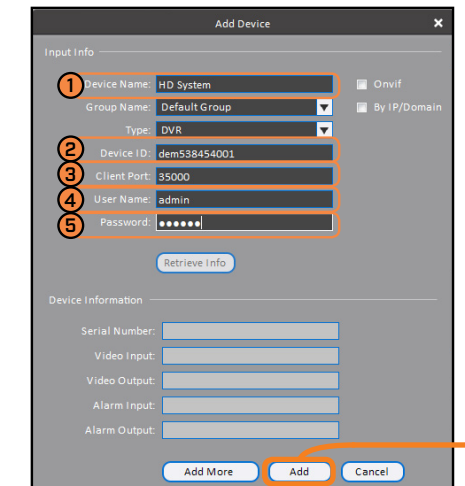 Add Device
Input Info
1 Device Name: HD System Onvif
Group Name: Default Group By IP/Domain
Type: DVR
2 Device ID: dem538454001
3 Client Port: 35000
4 User Name: admin
5 Password: ●●●●●●
Retrieve Info
Device Information
Serial Number:
Video Input:
Video Output:
Alarm Input:
Alarm Output:
Add More Add Cancel